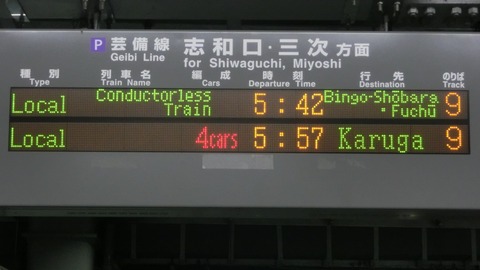 P 芸備線 志和口・三次 方面
Geibi Line for Shiwaguchi, Miyoshi
種別 列車名 編成 時刻 行先 のりば
Type Train Name Cars Departure Time Destination Track
Local Conductorless Train 5:42 Bingo-Shōbara・Fuchū 9
Local 4cars 5:57 Karuga 9